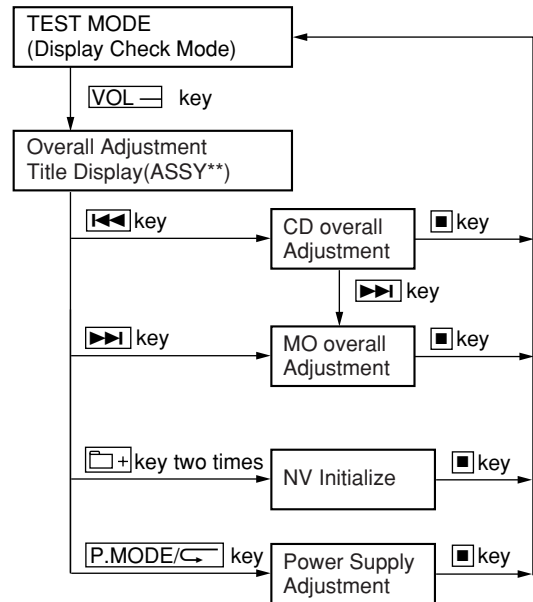 TEST MODE
(Display Check Mode)
VOL — key
Overall Adjustment
Title Display(ASSY**)
⏮ key
CD overall
Adjustment
■ key
⏭ key
⏭ key
MO overall
Adjustment
■ key
+ key two times
NV Initialize
■ key
P.MODE/ key
Power Supply
Adjustment
■ key